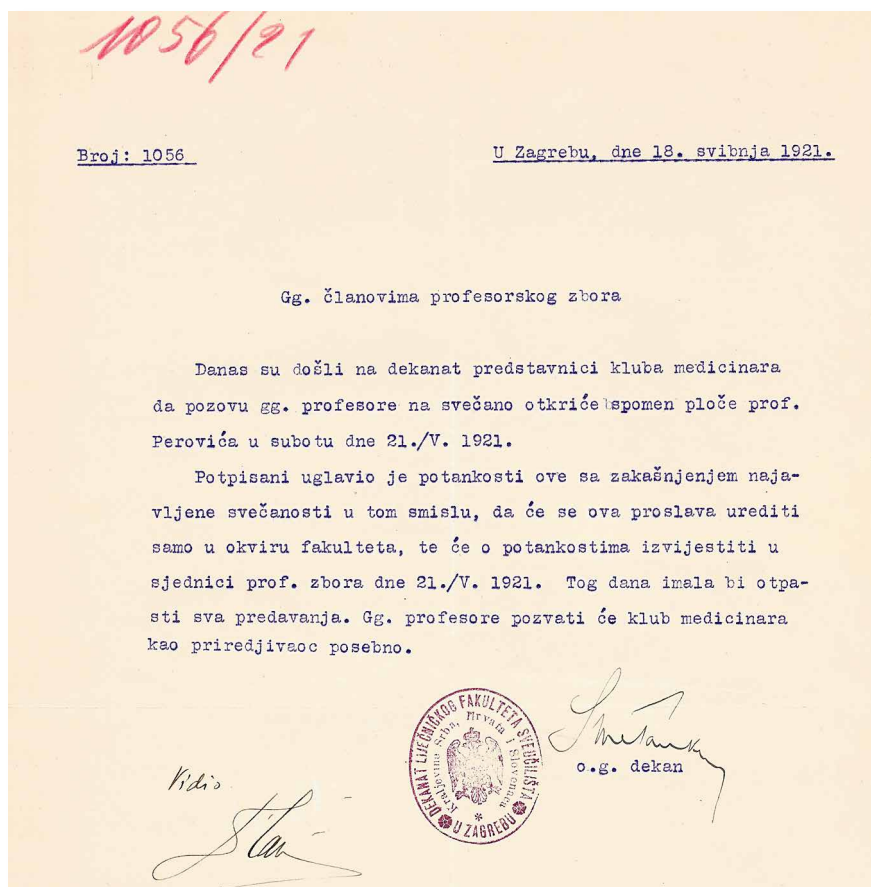 1056/21
Broj: 1056 U Zagrebu, dne 18. svibnja 1921.
Gg. članovima profesorskog zbora
Danas su došli na dekanat predstavnici kluba medicinara
da pozovu gg. profesore na svečano otkriće spomen ploče prof.
Perovića u subotu dne 21./V. 1921.
Potpisani uglavio je potankosti ove sa zakašnjenjem naja-
vljene svečanosti u tom smislu, da će se ova proslava urediti
samo u okviru fakulteta, te će o potankostima izvijestiti u
sjednici prof. zbora dne 21./V. 1921. Tog dana imala bi otpa-
sti sva predavanja. Gg. profesore pozvati će klub medicinara
kao priredjivaoc posebno.
DEKANAT LIJEČNIČKOG FAKULTETA SVEUČILIŠTA
Kraljevine Srba, Hrvata i Slovenaca
* U ZAGREBU
o.g. dekan
Vidio